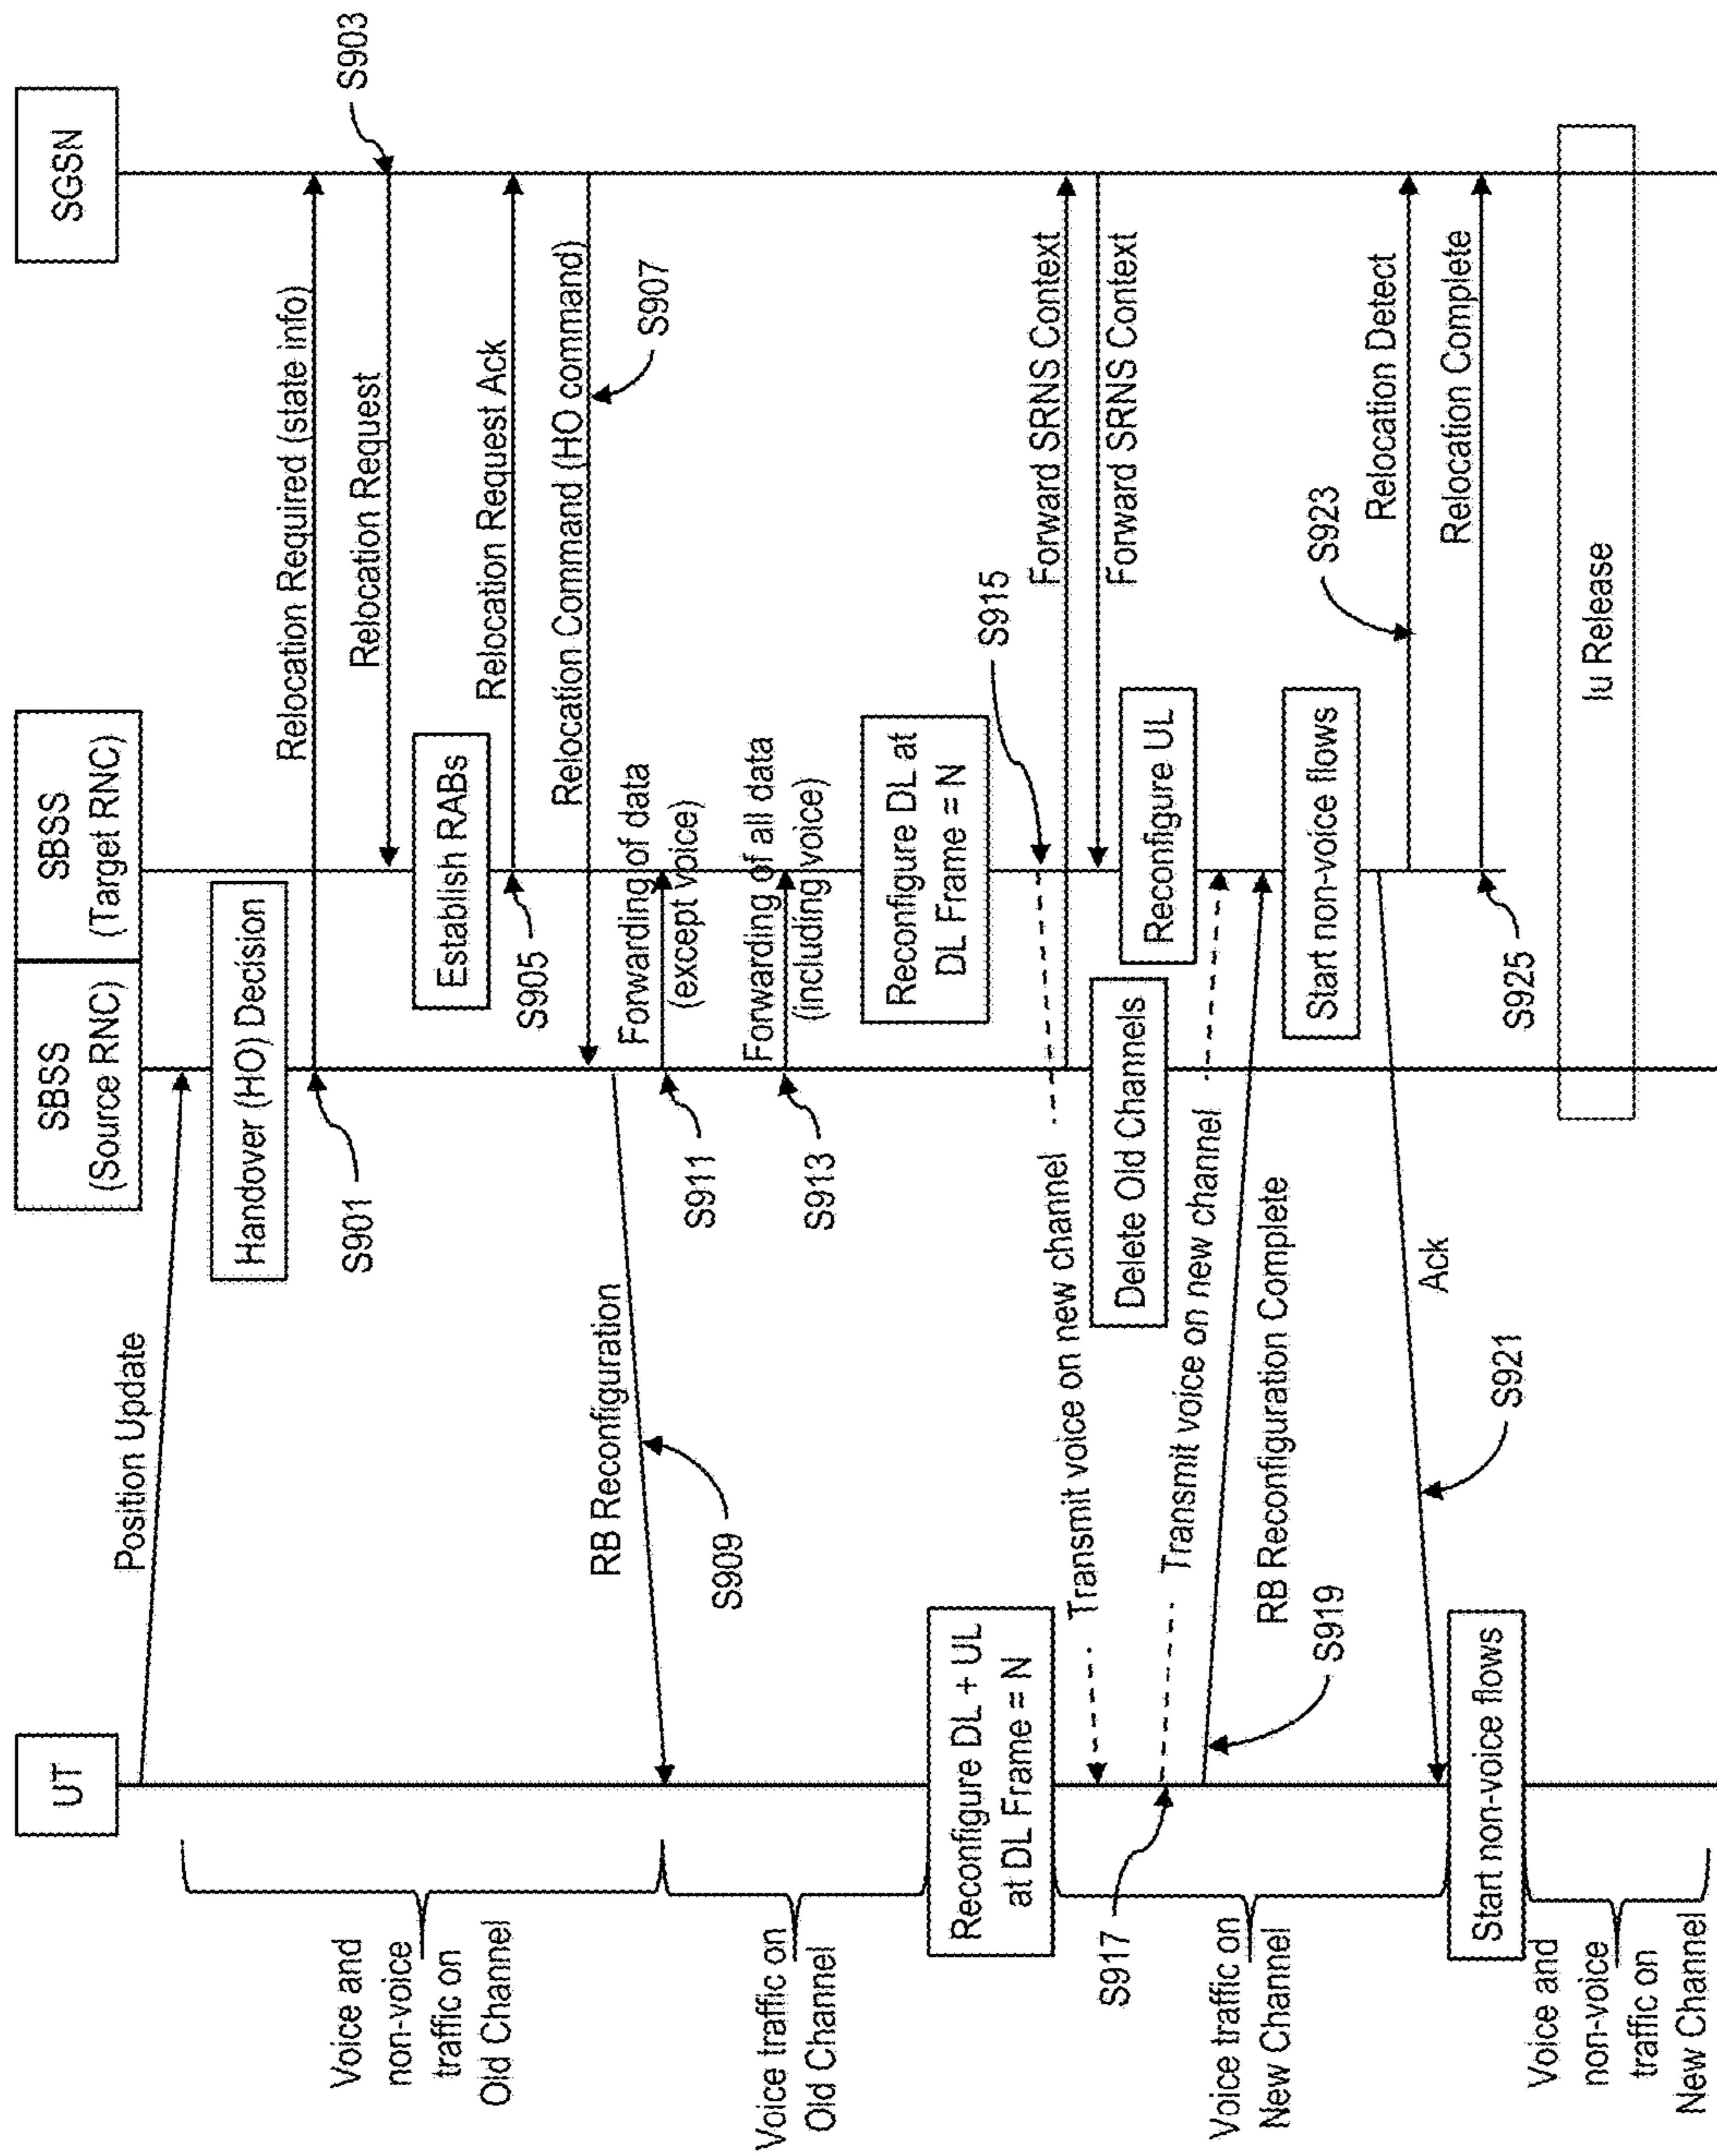 UT
SBSS
(Source RNC)
SBSS
(Target RNC)
SGSN
Position Update
Handover (HO) Decision
S901
Relocation Required (state info)
S903
Relocation Request
Establish RABs
S905
Relocation Request Ack
Relocation Command (HO command)
S907
RB Reconfiguration
S909
Forwarding of data
(except voice)
S911
Forwarding of all data
(including voice)
S913
Voice and
non-voice
traffic on
Old Channel
Voice traffic on
Old Channel
Reconfigure DL + UL
at DL Frame = N
Reconfigure DL at
DL Frame = N
S915
Transmit voice on new channel
Forward SRNS Context
Forward SRNS Context
Delete Old Channels
Reconfigure UL
S917
Transmit voice on new channel
RB Reconfiguration Complete
S919
Voice traffic on
New Channel
Start non-voice flows
Ack
S921
S923
Relocation Detect
Relocation Complete
S925
Start non-voice flows
Voice and
non-voice
traffic on
New Channel
Iu Release